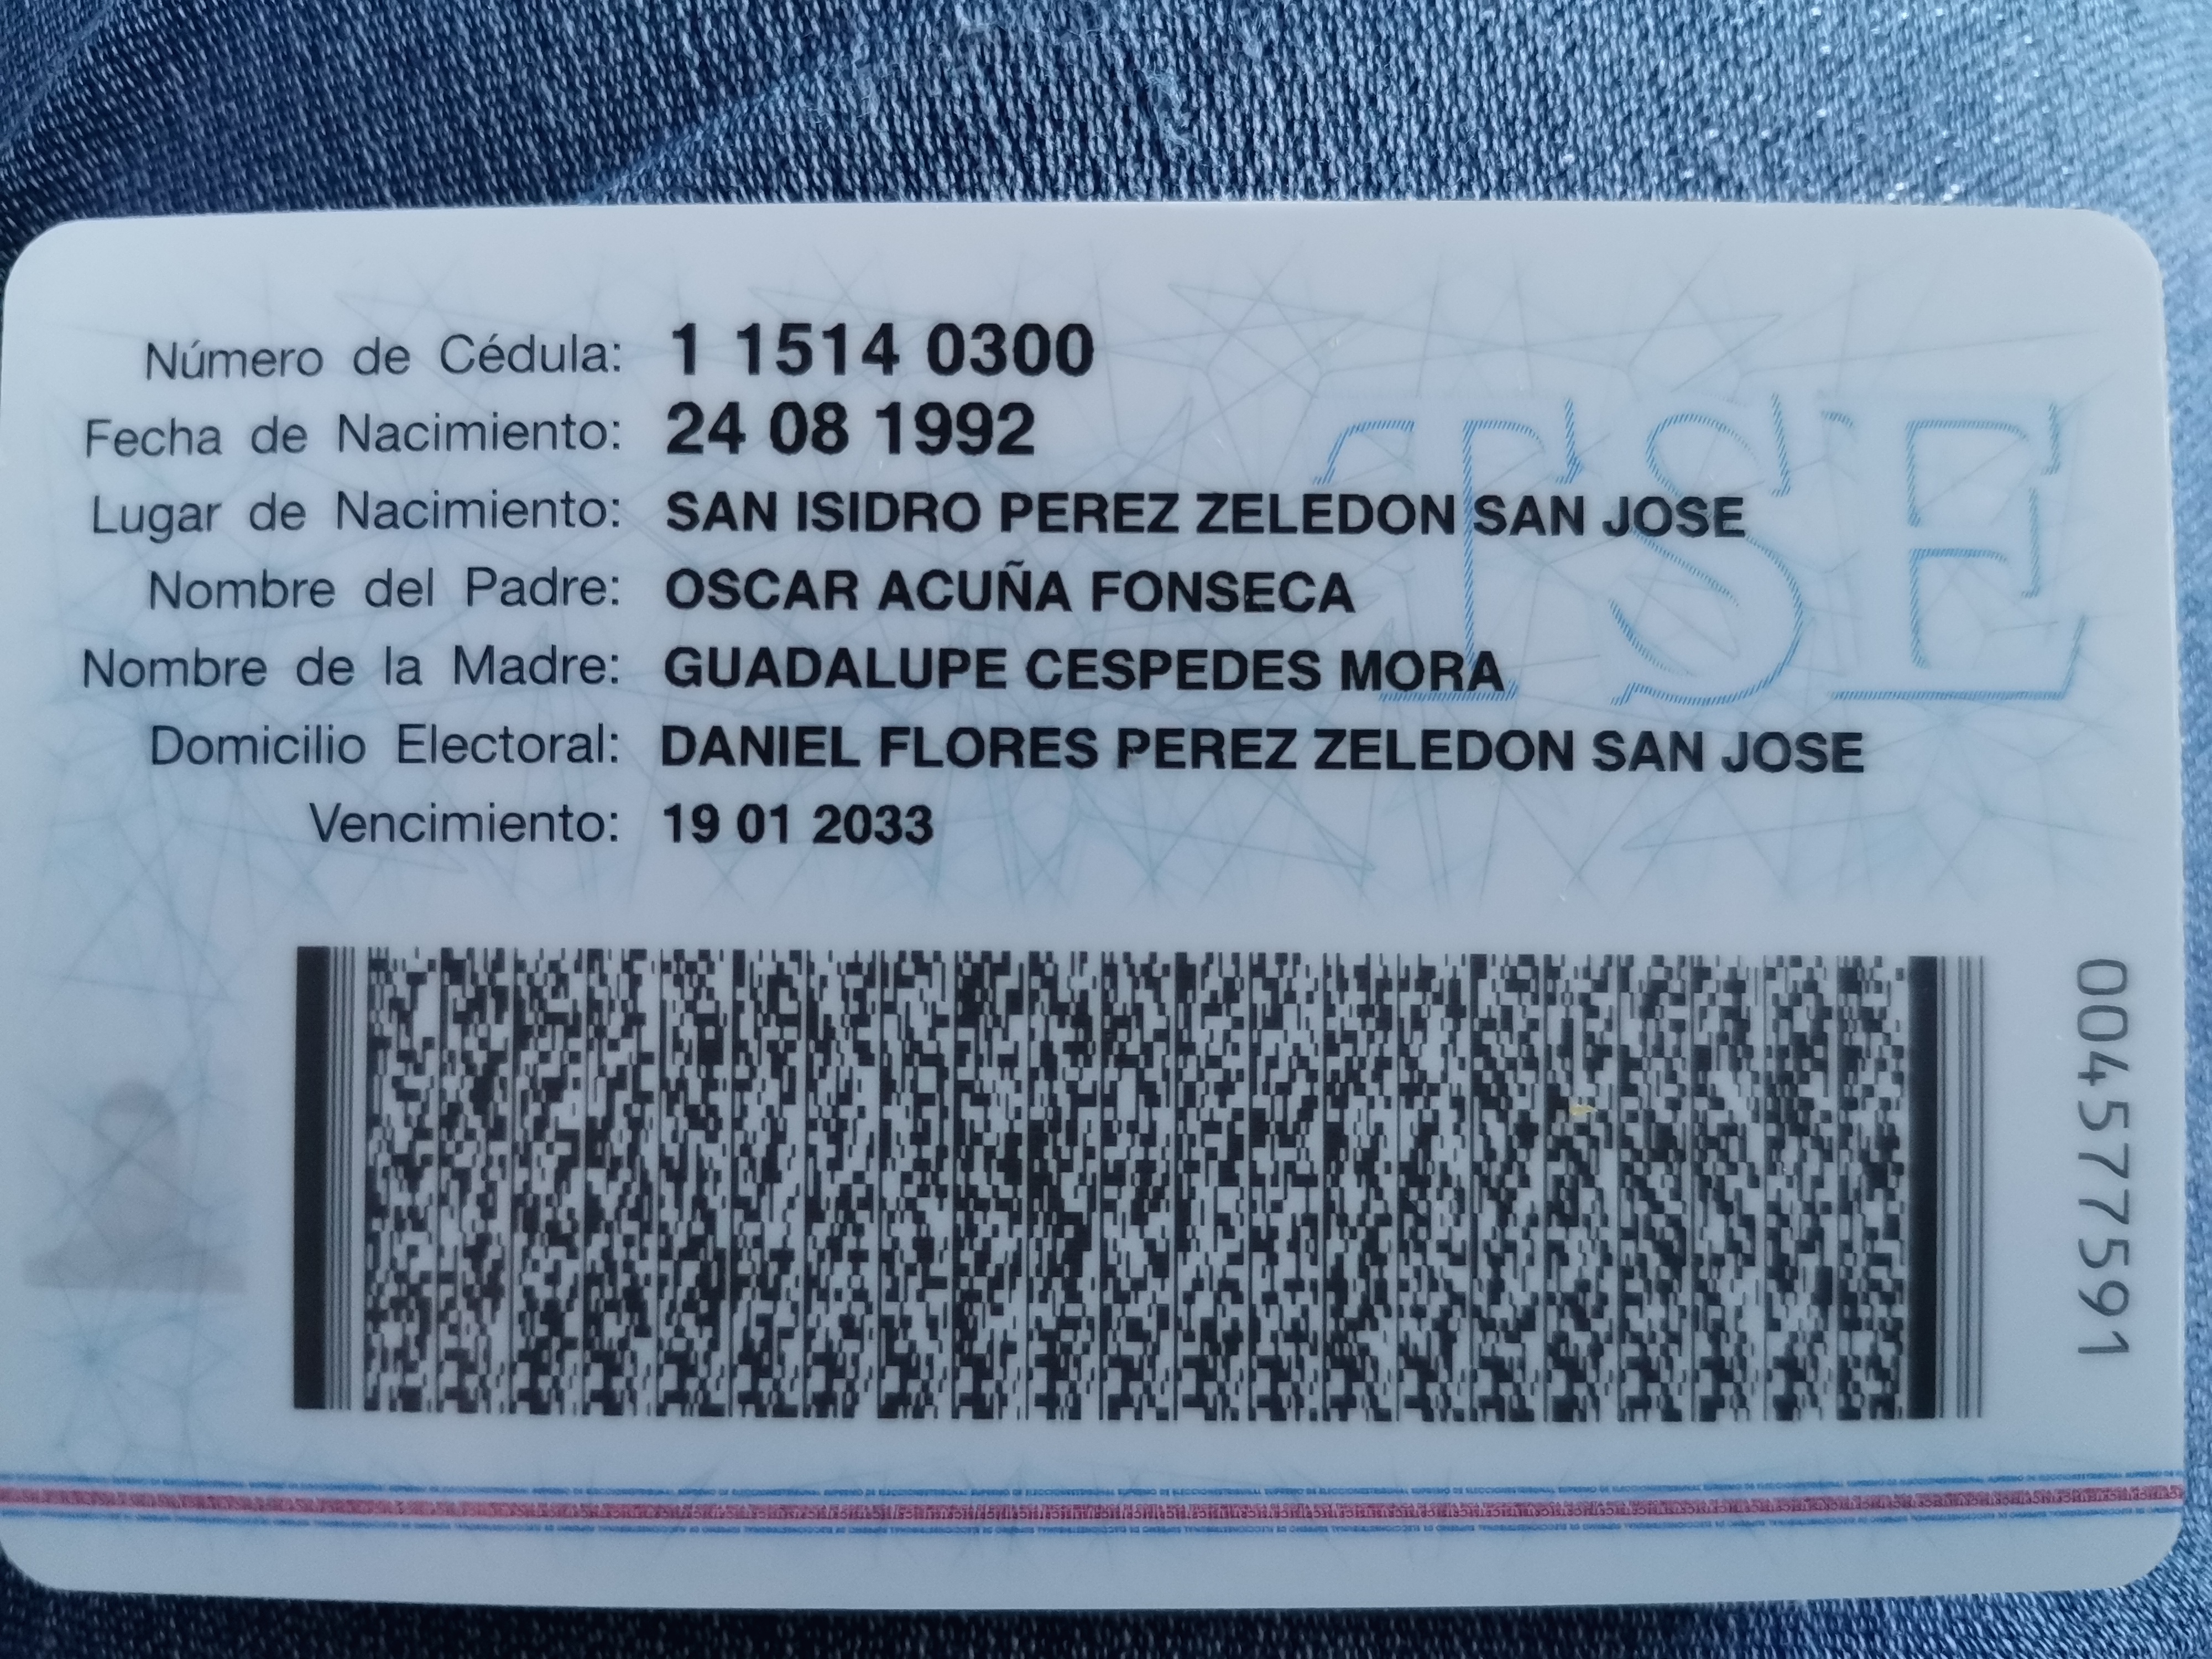 Número de Cédula: 1 1514 0300
Fecha de Nacimiento: 24 08 1992
Lugar de Nacimiento: SAN ISIDRO PEREZ ZELEDON SAN JOSE
Nombre del Padre: OSCAR ACUÑA FONSECA
Nombre de la Madre: GUADALUPE CESPEDES MORA
Domicilio Electoral: DANIEL FLORES PEREZ ZELEDON SAN JOSE
Vencimiento: 19 01 2033
TSE
004577591